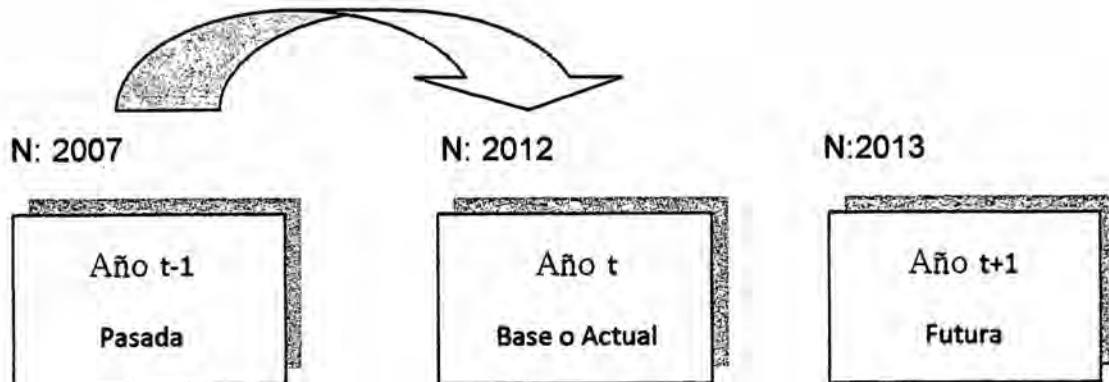 N: 2007
N: 2012
N:2013
Año t-1
Pasada
Año t
Base o Actual
Año t+1
Futura